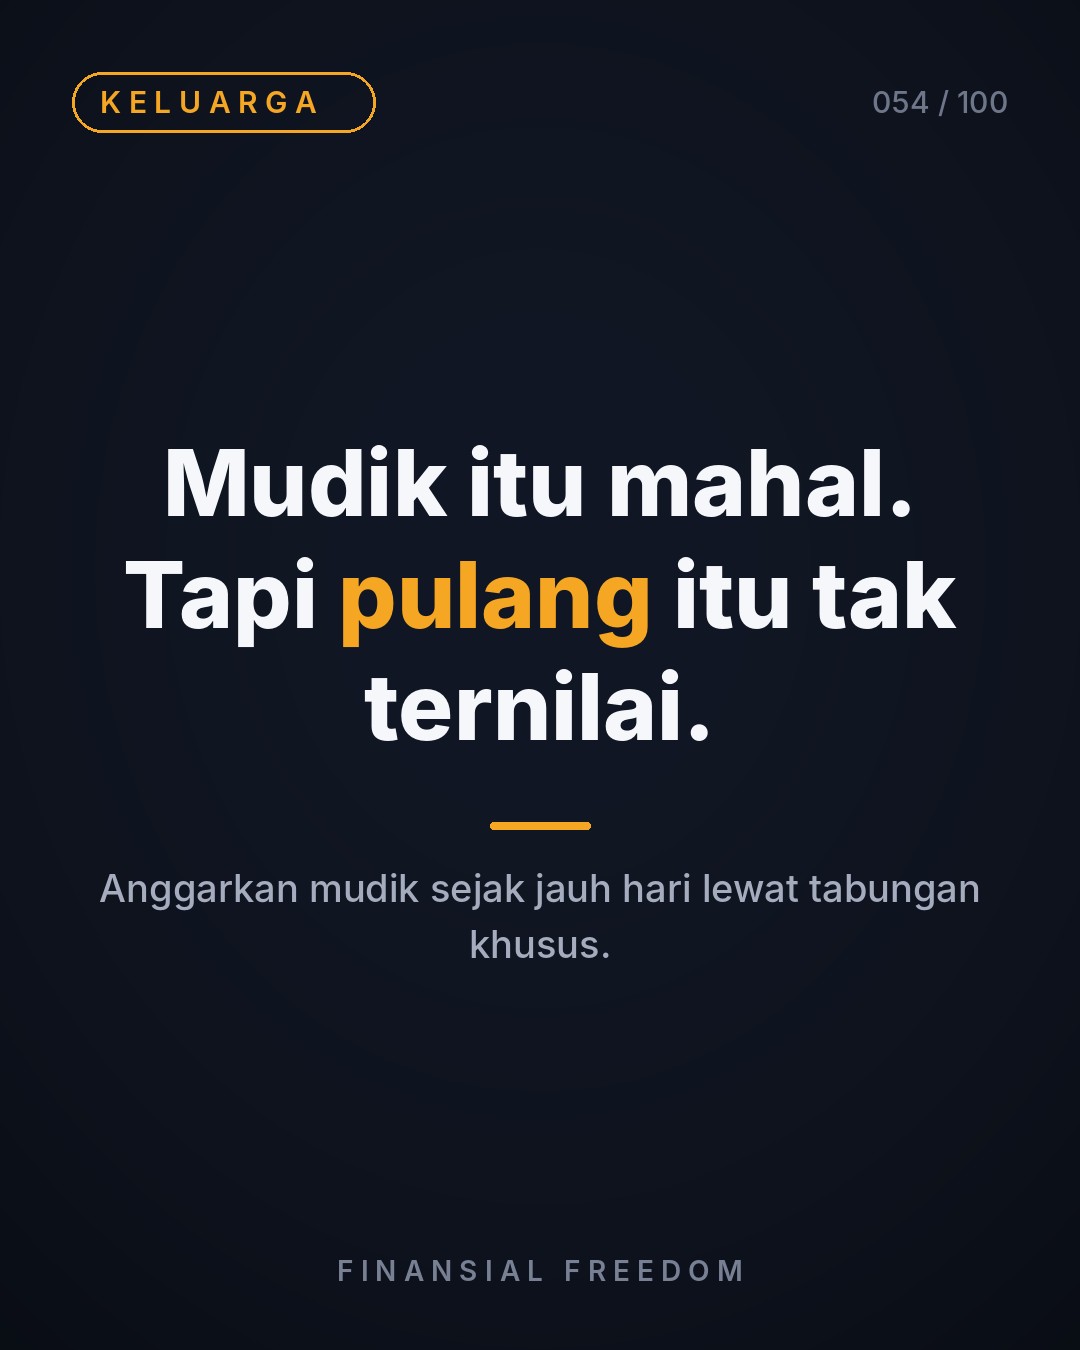 KELUARGA
054 / 100
Mudik itu mahal.
Tapi pulang itu tak
ternilai.
Anggarkan mudik sejak jauh hari lewat tabungan
khusus.
FINANSIAL FREEDOM